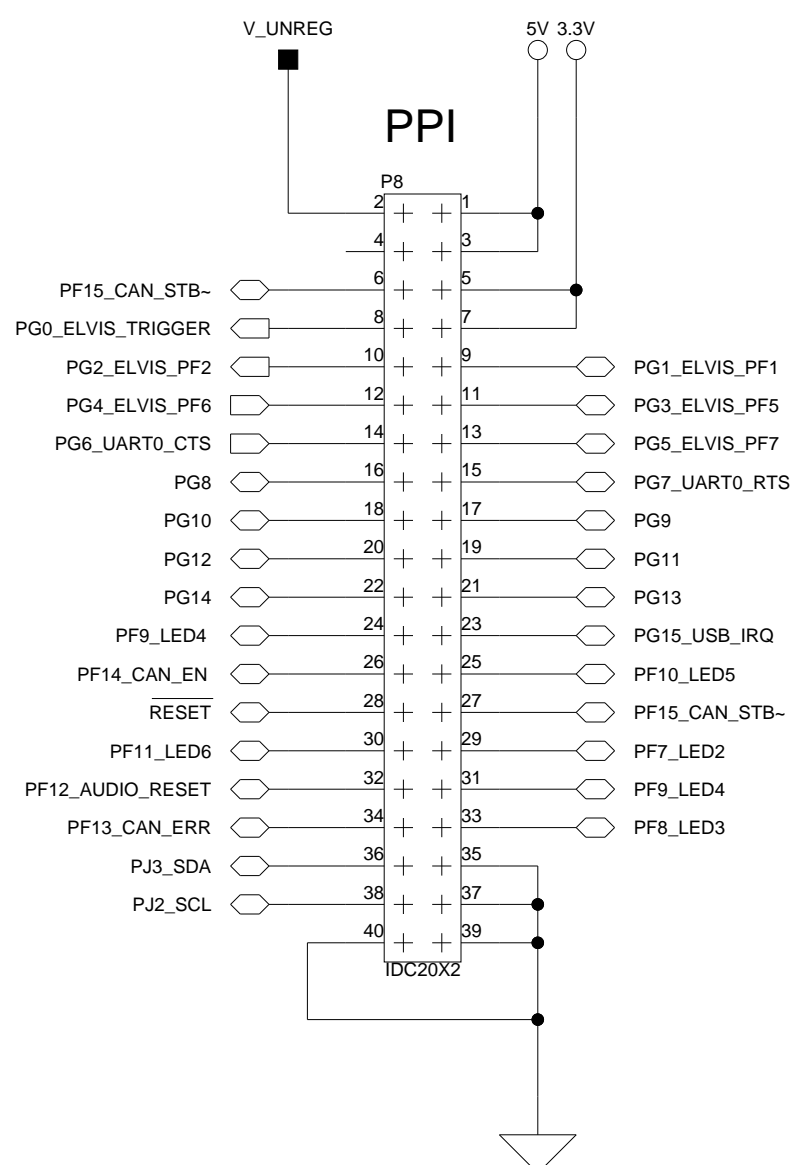 V_UNREG 5V 3.3V
PPI
P8
2 1
4 3
PF15_CAN_STB~ 6 5
PG0_ELVIS_TRIGGER 8 7
PG2_ELVIS_PF2 10 9 PG1_ELVIS_PF1
PG4_ELVIS_PF6 12 11 PG3_ELVIS_PF5
PG6_UART0_CTS 14 13 PG5_ELVIS_PF7
PG8 16 15 PG7_UART0_RTS
PG10 18 17 PG9
PG12 20 19 PG11
PG14 22 21 PG13
PF9_LED4 24 23 PG15_USB_IRQ
PF14_CAN_EN 26 25 PF10_LED5
RESET 28 27 PF15_CAN_STB~
PF11_LED6 30 29 PF7_LED2
PF12_AUDIO_RESET 32 31 PF9_LED4
PF13_CAN_ERR 34 33 PF8_LED3
PJ3_SDA 36 35
PJ2_SCL 38 37
40 39
IDC20X2